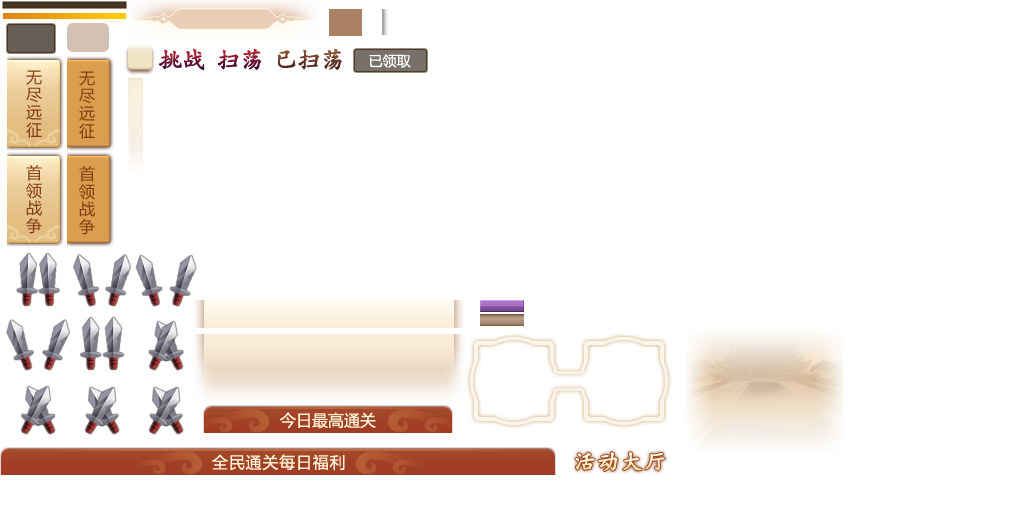 挑战 扫荡 已扫荡 已领取
无尽远征
无尽远征
首领战争
首领战争
今日最高通关
全民通关每日福利
活动大厅